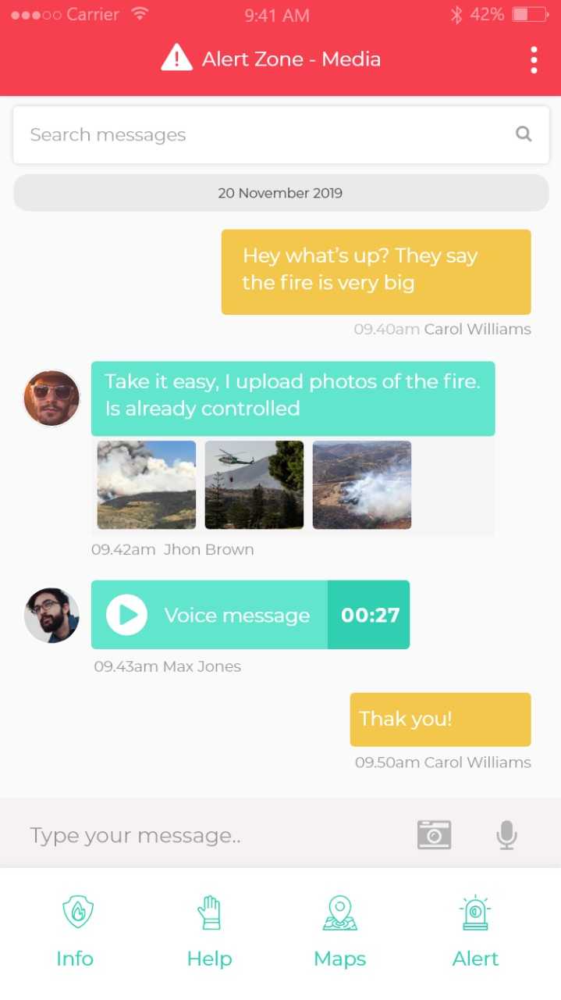 Carrier 9:41 AM 42%
Alert Zone - Media
Search messages
20 November 2019
Hey what's up? They say
the fire is very big
09.40am Carol Williams
Take it easy, I upload photos of the fire.
Is already controlled
09.42am Jhon Brown
Voice message 00:27
09.43am Max Jones
Thak you!
09.50am Carol Williams
Type your message..
Info Help Maps Alert